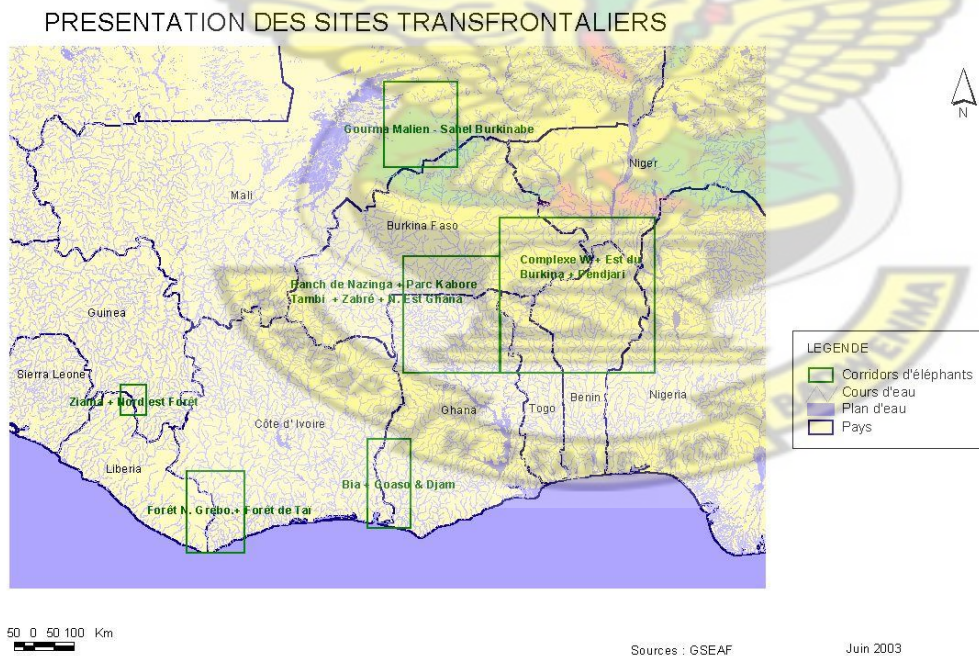 PRESENTATION DES SITES TRANSFRONTALIERS
N
Gourma Malien - Sahel Burkinabe
Niger
Mali
Burkina Faso
Complexe W + Est du
Burkina + Pendjari
Ranch de Nazinga + Parc Kabore
Tambi + Zabré + N. Est Ghana
Guinea
LEGENDE
Corridors d'éléphants
Cours d'eau
Plan d'eau
Pays
Sierra Leone
Ziama + Nord est Forêt
Côte d'Ivoire
Ghana
Togo
Benin
Nigeria
Liberia
Bia + Goaso & Djam
Forêt N. Grebo.+ Forêt de Taï
50 0 50 100 Km
Sources : GSEAF
Juin 2003